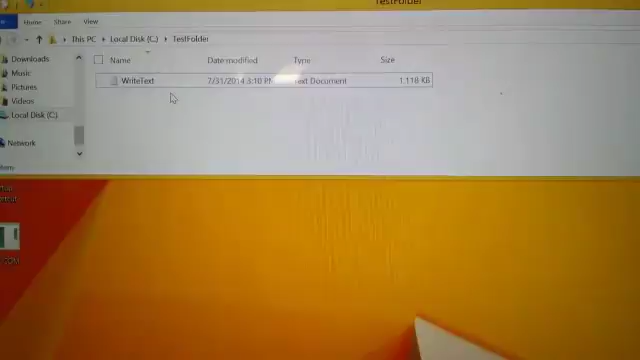 TestFolder
Home Share View
This PC > Local Disk (C:) > TestFolder
Name Date modified Type Size
Downloads
WriteText 7/31/2014 3:10 PM Text Document 1,118 KB
Music
Pictures
Videos
Local Disk (C:)
Network